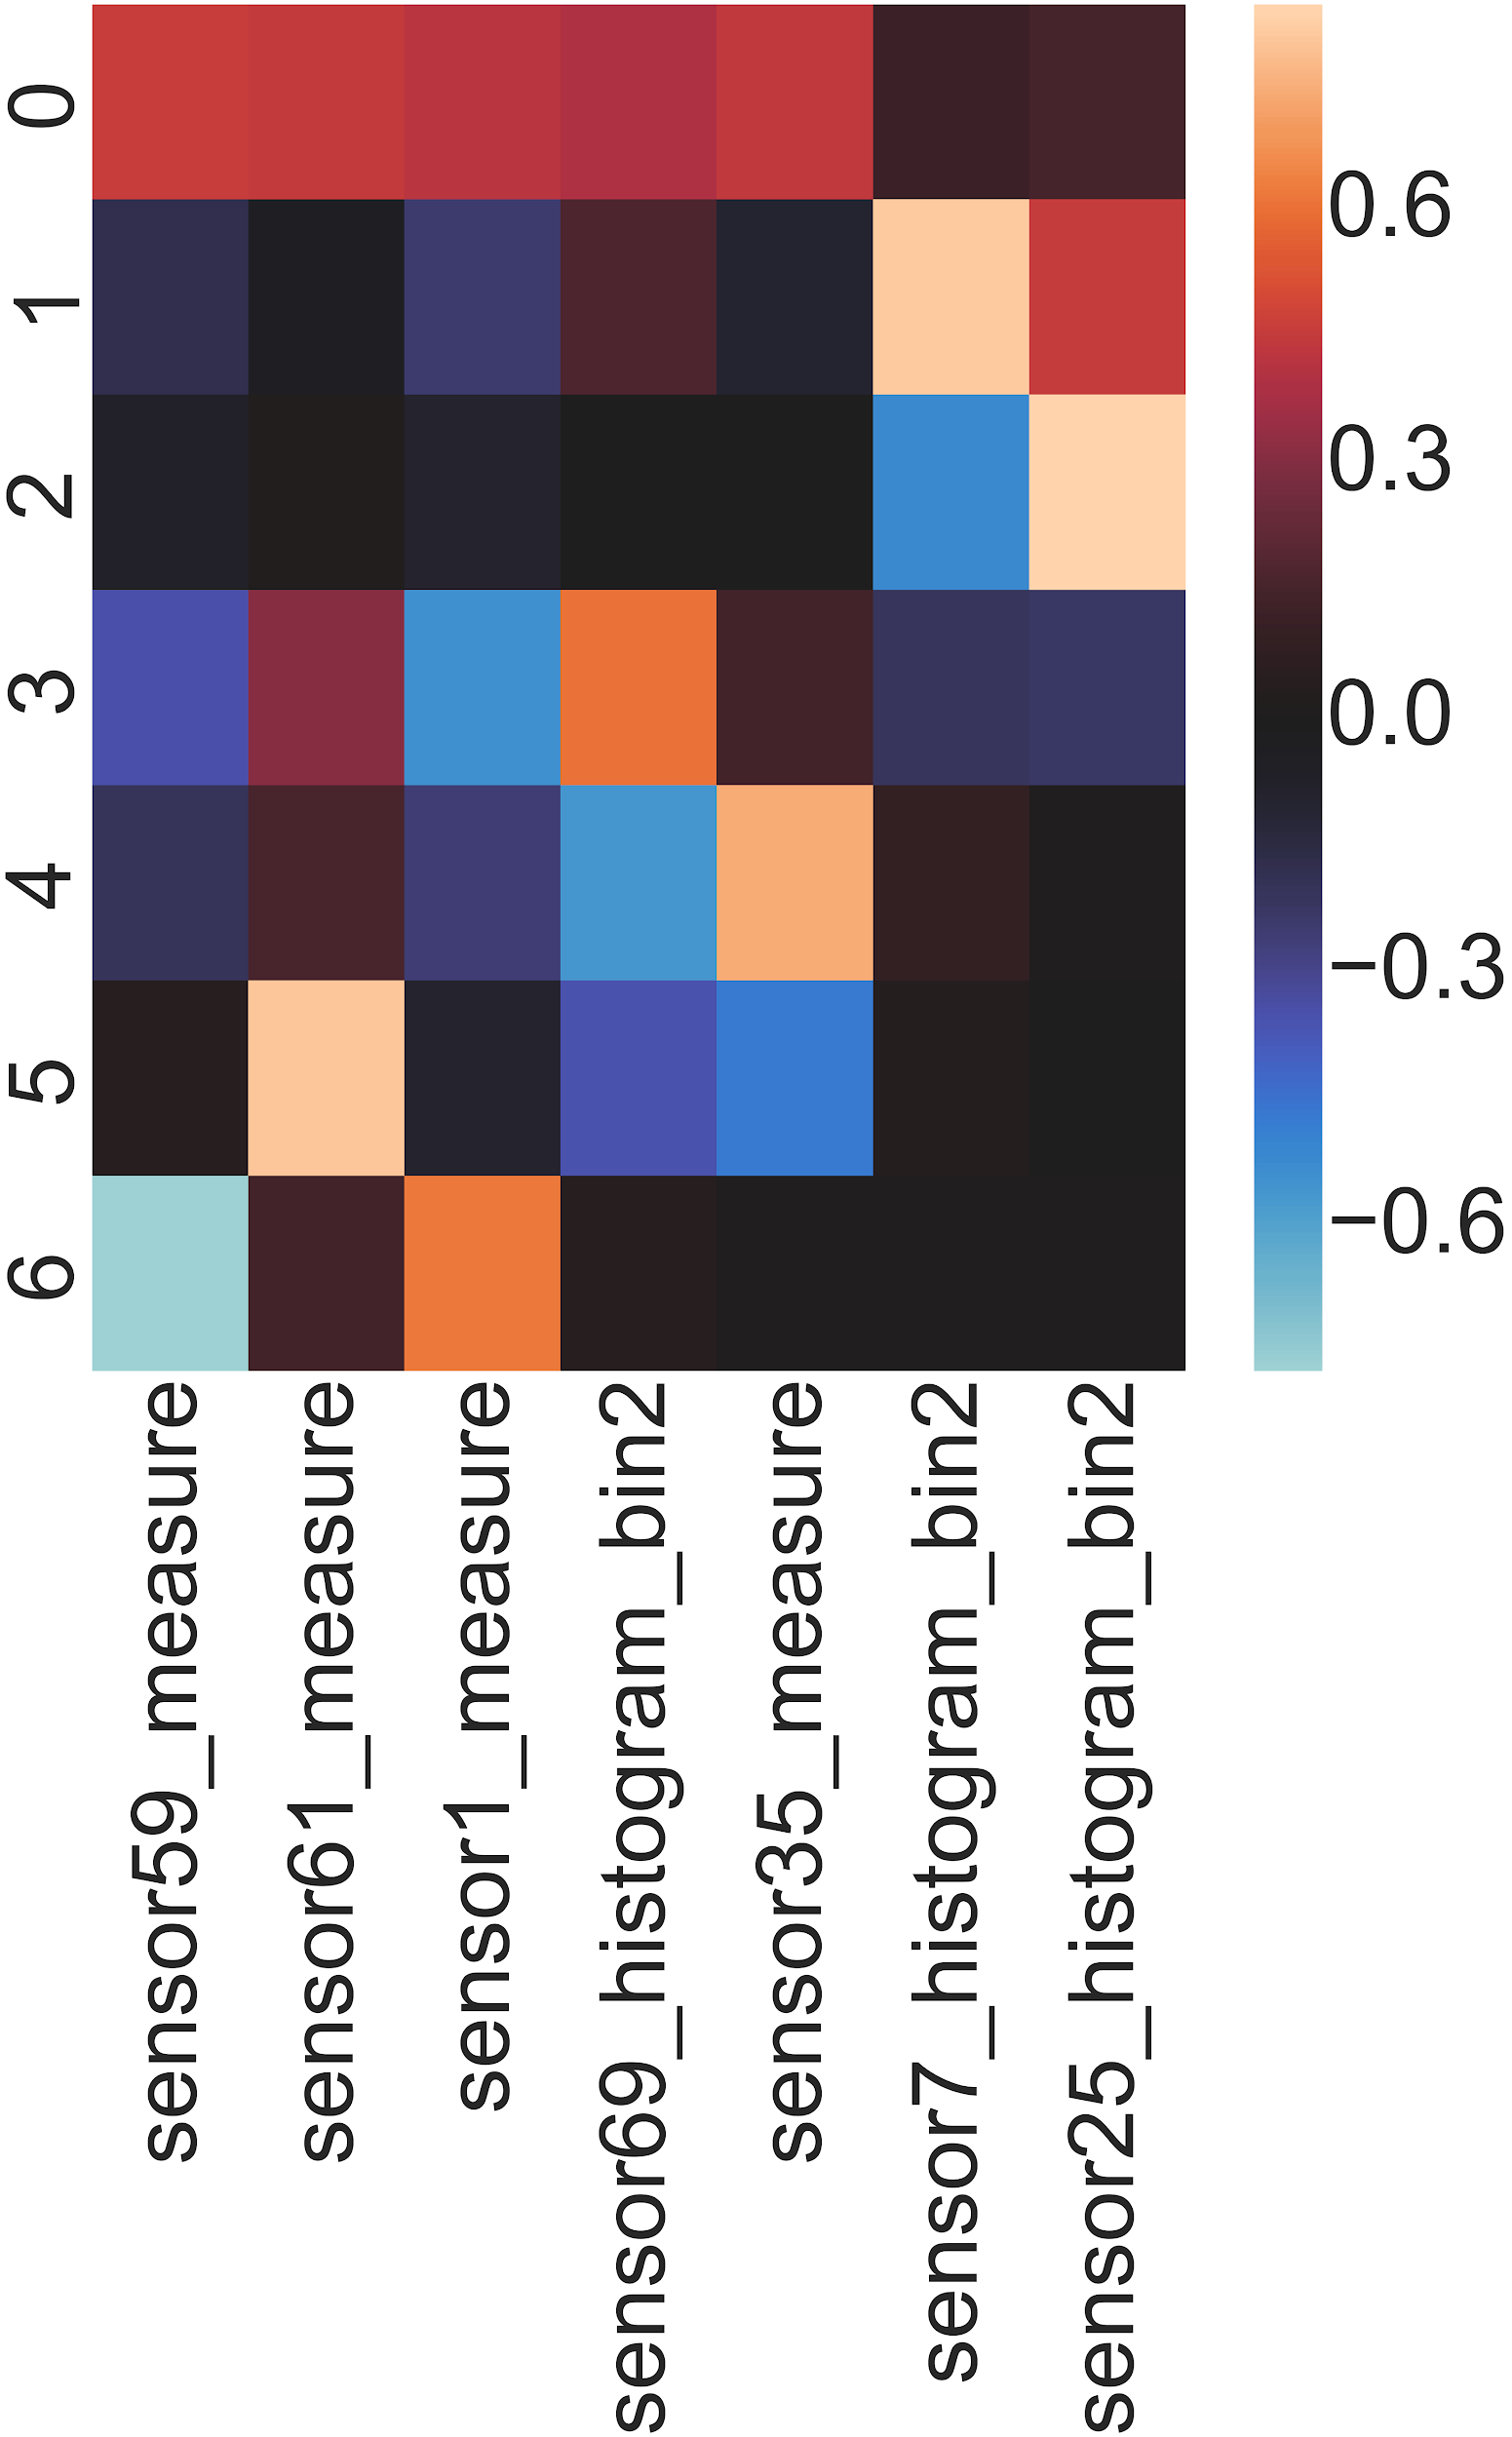 0
1
2
3
4
5
6
0.6
0.3
0.0
−0.3
−0.6
sensor59_measure
sensor61_measure
sensor1_measure
sensor69_histogram_bin2
sensor35_measure
sensor7_histogram_bin2
sensor25_histogram_bin2